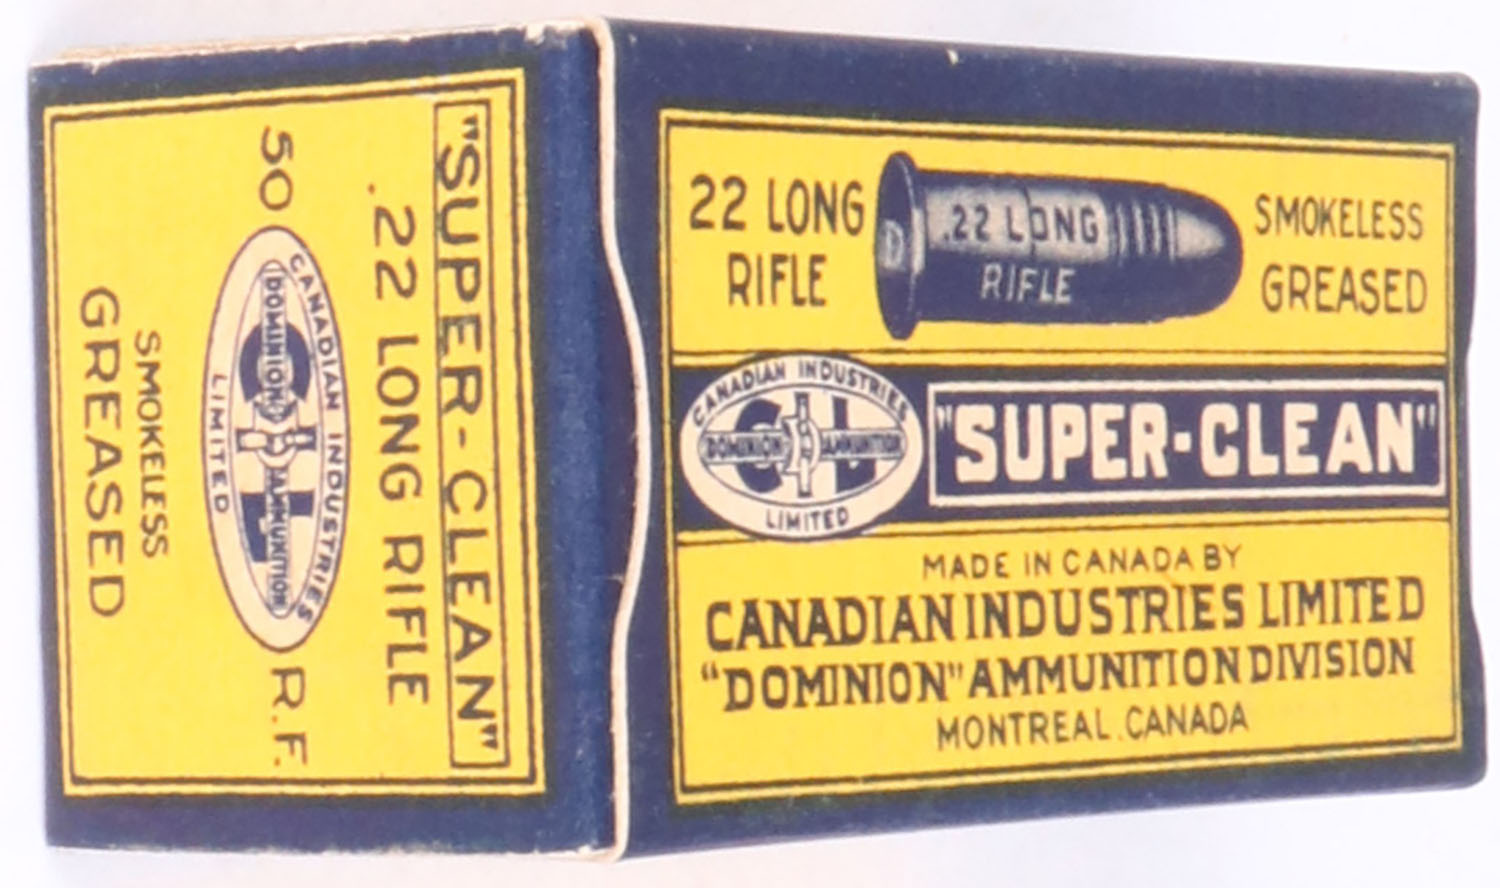 "SUPER-CLEAN"
.22 LONG RIFLE
50 R.F.
CANADIAN INDUSTRIES
DOMINION AMMUNITION
LIMITED
SMOKELESS
GREASED
22 LONG
RIFLE
D
.22 LONG
RIFLE
SMOKELESS
GREASED
CANADIAN INDUSTRIES
CIL
DOMINION AMMUNITION
LIMITED
"SUPER-CLEAN"
MADE IN CANADA BY
CANADIAN INDUSTRIES LIMITED
"DOMINION" AMMUNITION DIVISION
MONTREAL.CANADA